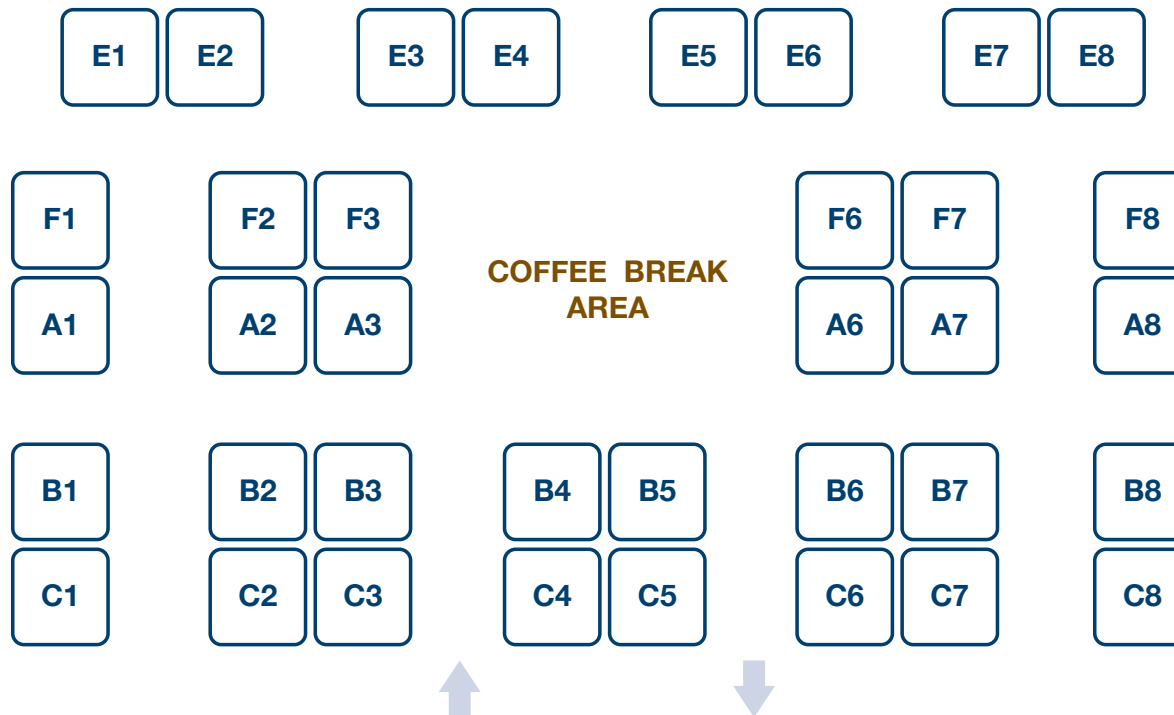 E1 E2 E3 E4 E5 E6 E7 E8
F1 F2 F3 F6 F7 F8
COFFEE BREAK
AREA
A1 A2 A3 A6 A7 A8
B1 B2 B3 B4 B5 B6 B7 B8
C1 C2 C3 C4 C5 C6 C7 C8